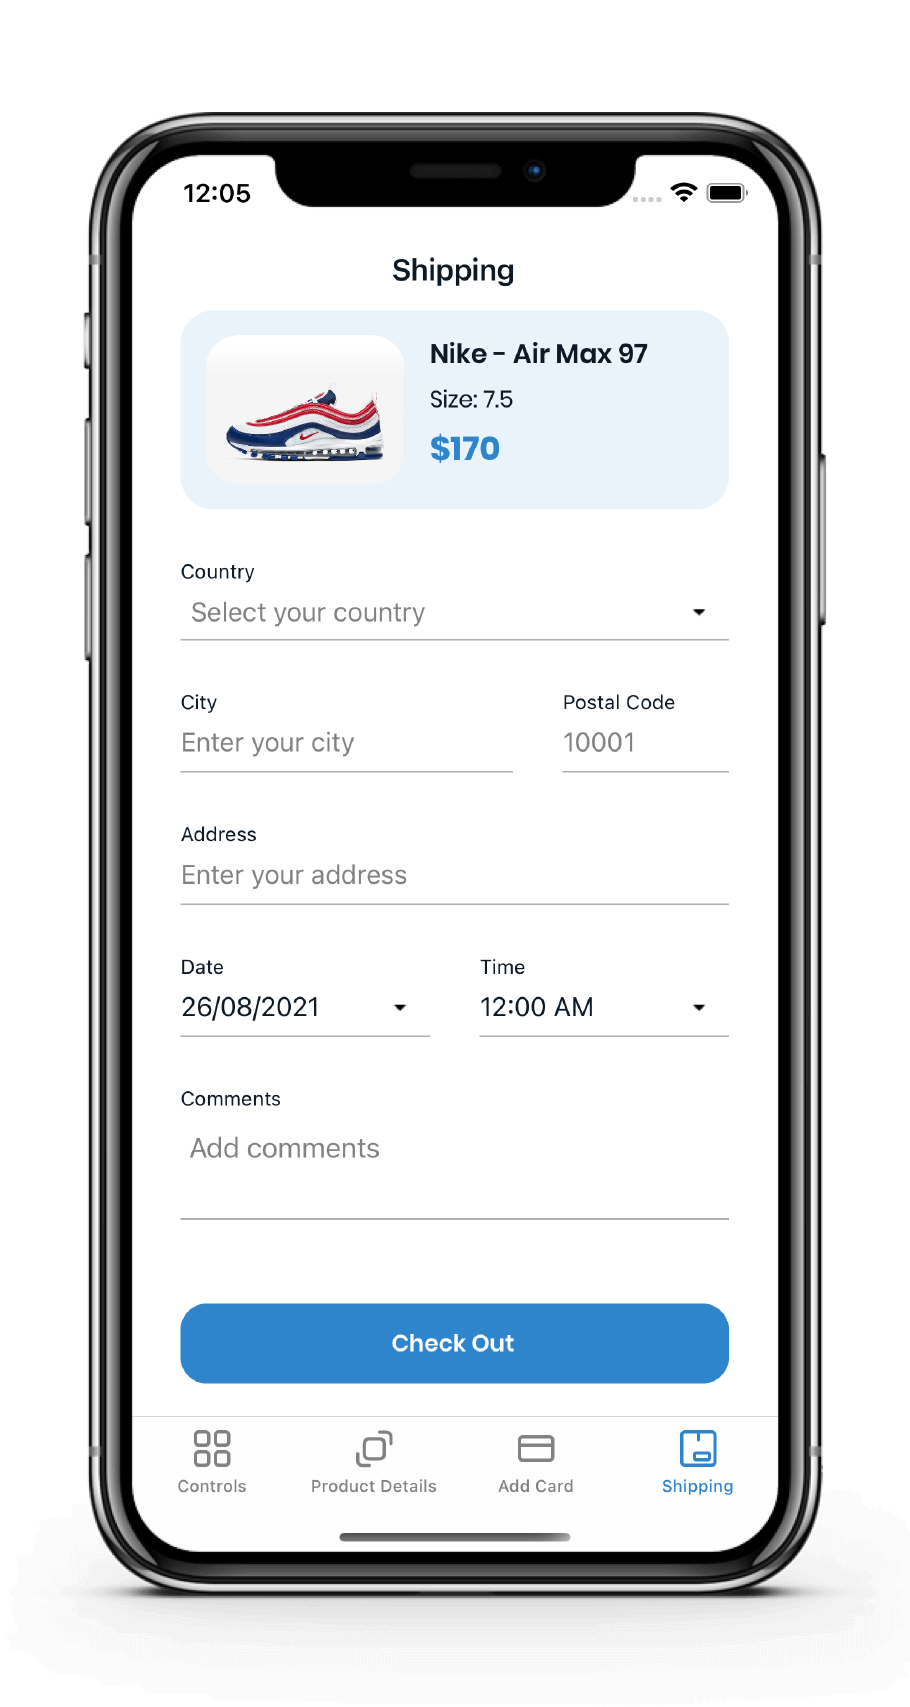 12:05
Shipping
Nike - Air Max 97
Size: 7.5
$170
Country
Select your country
City
Postal Code
Enter your city
10001
Address
Enter your address
Date
Time
26/08/2021
12:00 AM
Comments
Add comments
Check Out
Controls
Product Details
Add Card
Shipping